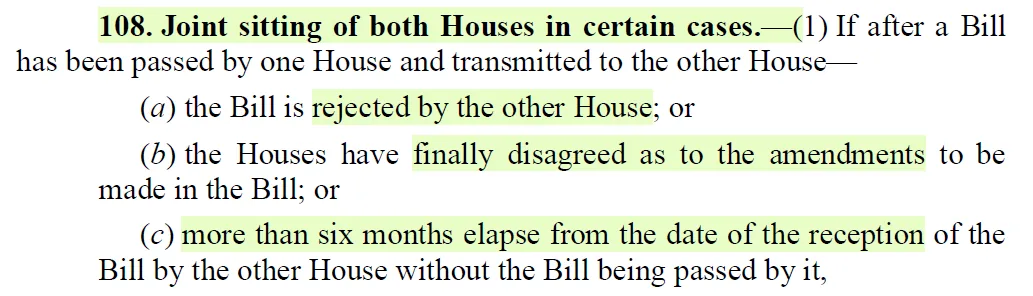 108. Joint sitting of both Houses in certain cases.—(1) If after a Bill
has been passed by one House and transmitted to the other House—
(a) the Bill is rejected by the other House; or
(b) the Houses have finally disagreed as to the amendments to be
made in the Bill; or
(c) more than six months elapse from the date of the reception of the
Bill by the other House without the Bill being passed by it,